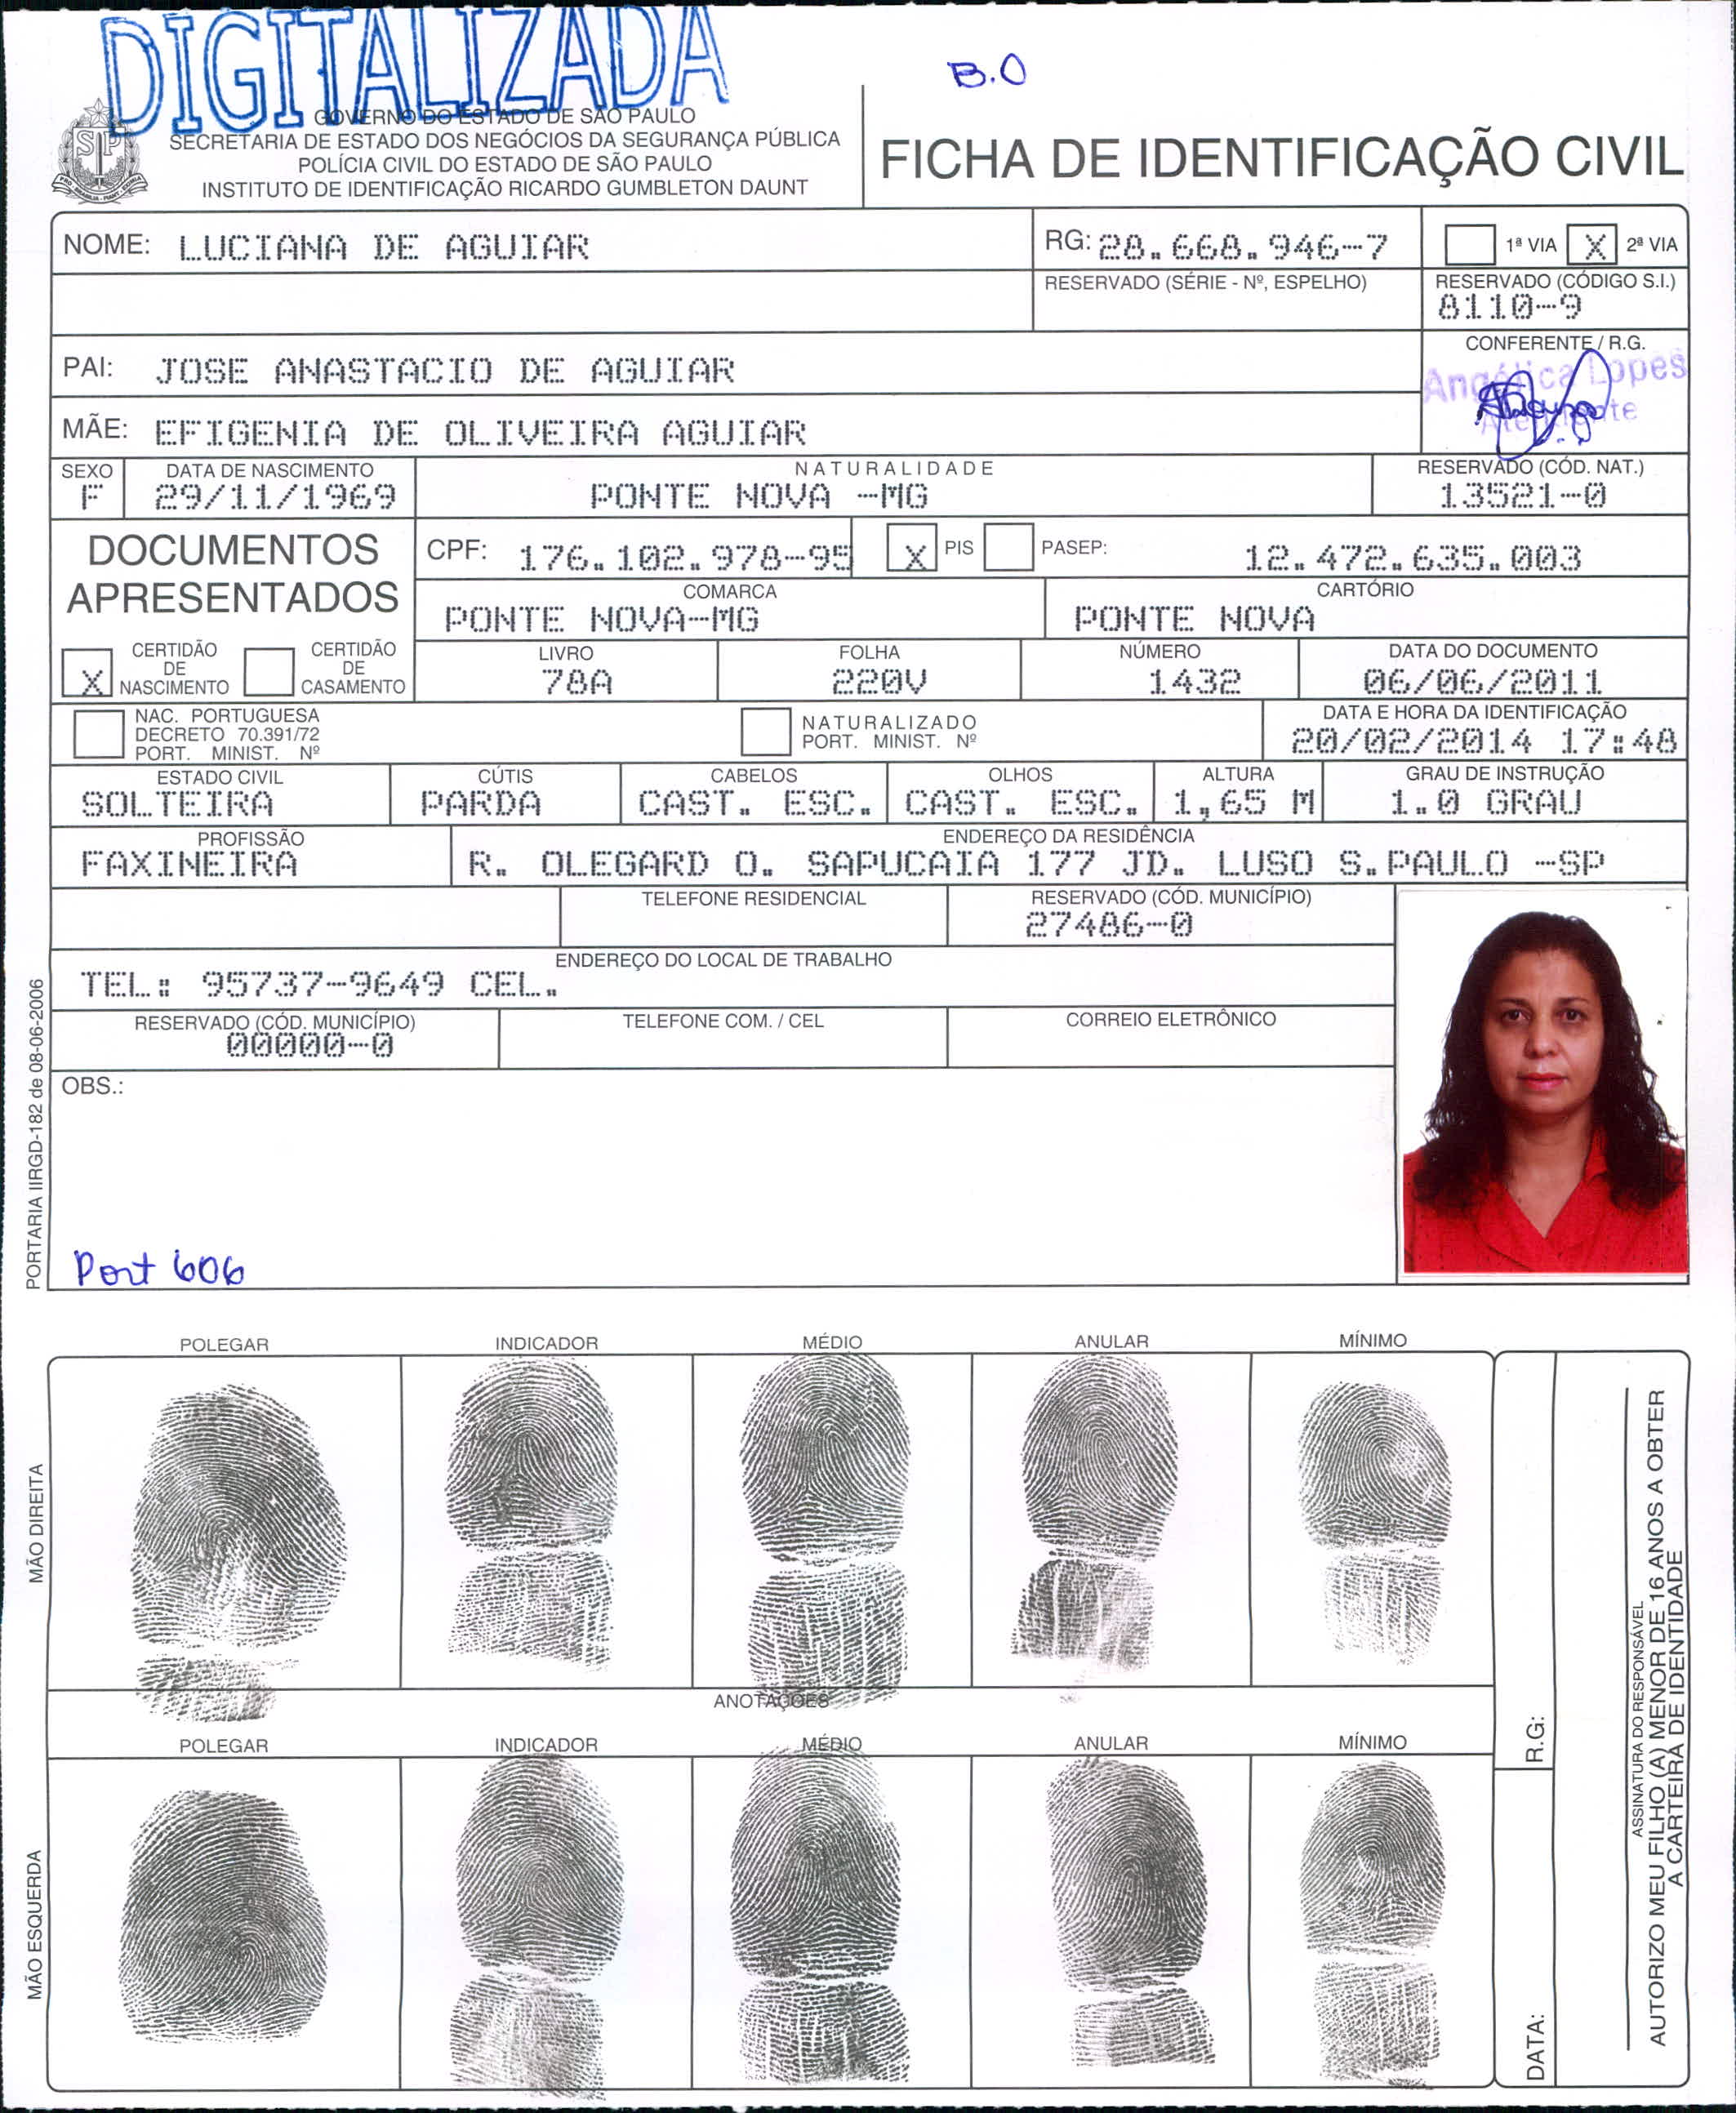 DIGITALIZADA
B.O
GOVERNO DO ESTADO DE SÃO PAULO
SECRETARIA DE ESTADO DOS NEGÓCIOS DA SEGURANÇA PÚBLICA
POLÍCIA CIVIL DO ESTADO DE SÃO PAULO
INSTITUTO DE IDENTIFICAÇÃO RICARDO GUMBLETON DAUNT
SP
FICHA DE IDENTIFICAÇÃO CIVIL
NOME: LUCIANA DE AGUIAR
RG: 28.668.946-7
1ª VIA X 2ª VIA
RESERVADO (SÉRIE - Nº, ESPELHO)
RESERVADO (CÓDIGO S.I.)
8110-9
PAI: JOSE ANASTACIO DE AGUIAR
CONFERENTE / R.G.
Angélica Lopes
Atendente
MÃE: EFIGENIA DE OLIVEIRA AGUIAR
SEXO DATA DE NASCIMENTO NATURALIDADE RESERVADO (CÓD. NAT.)
F 29/11/1969 PONTE NOVA -MG 13521-0
DOCUMENTOS
APRESENTADOS
CPF: 176.102.978-95 X PIS PASEP: 12.472.635.003
COMARCA CARTÓRIO
PONTE NOVA-MG PONTE NOVA
X CERTIDÃO DE NASCIMENTO CERTIDÃO DE CASAMENTO
LIVRO FOLHA NÚMERO DATA DO DOCUMENTO
78A 220V 1432 06/06/2011
NAC. PORTUGUESA
DECRETO 70.391/72
PORT. MINIST. Nº
NATURALIZADO
PORT. MINIST. Nº
DATA E HORA DA IDENTIFICAÇÃO
20/02/2014 17:48
ESTADO CIVIL CÚTIS CABELOS OLHOS ALTURA GRAU DE INSTRUÇÃO
SOLTEIRA PARDA CAST. ESC. CAST. ESC. 1,65 M 1.0 GRAU
PROFISSÃO ENDEREÇO DA RESIDÊNCIA
FAXINEIRA R. OLEGARD O. SAPUCAIA 177 JD. LUSO S.PAULO -SP
TELEFONE RESIDENCIAL RESERVADO (CÓD. MUNICÍPIO)
27486-0
ENDEREÇO DO LOCAL DE TRABALHO
TEL: 95737-9649 CEL.
RESERVADO (CÓD. MUNICÍPIO) TELEFONE COM. / CEL CORREIO ELETRÔNICO
00000-0
OBS.:
Port 606
PORTARIA IIRGD-182 de 08-06-2006
POLEGAR INDICADOR MÉDIO ANULAR MÍNIMO
MÃO DIREITA
ANOTAÇÕES
POLEGAR INDICADOR MÉDIO ANULAR MÍNIMO
MÃO ESQUERDA
R.G:
DATA:
ASSINATURA DO RESPONSÁVEL
AUTORIZO MEU FILHO (A) MENOR DE 16 ANOS A OBTER
A CARTEIRA DE IDENTIDADE